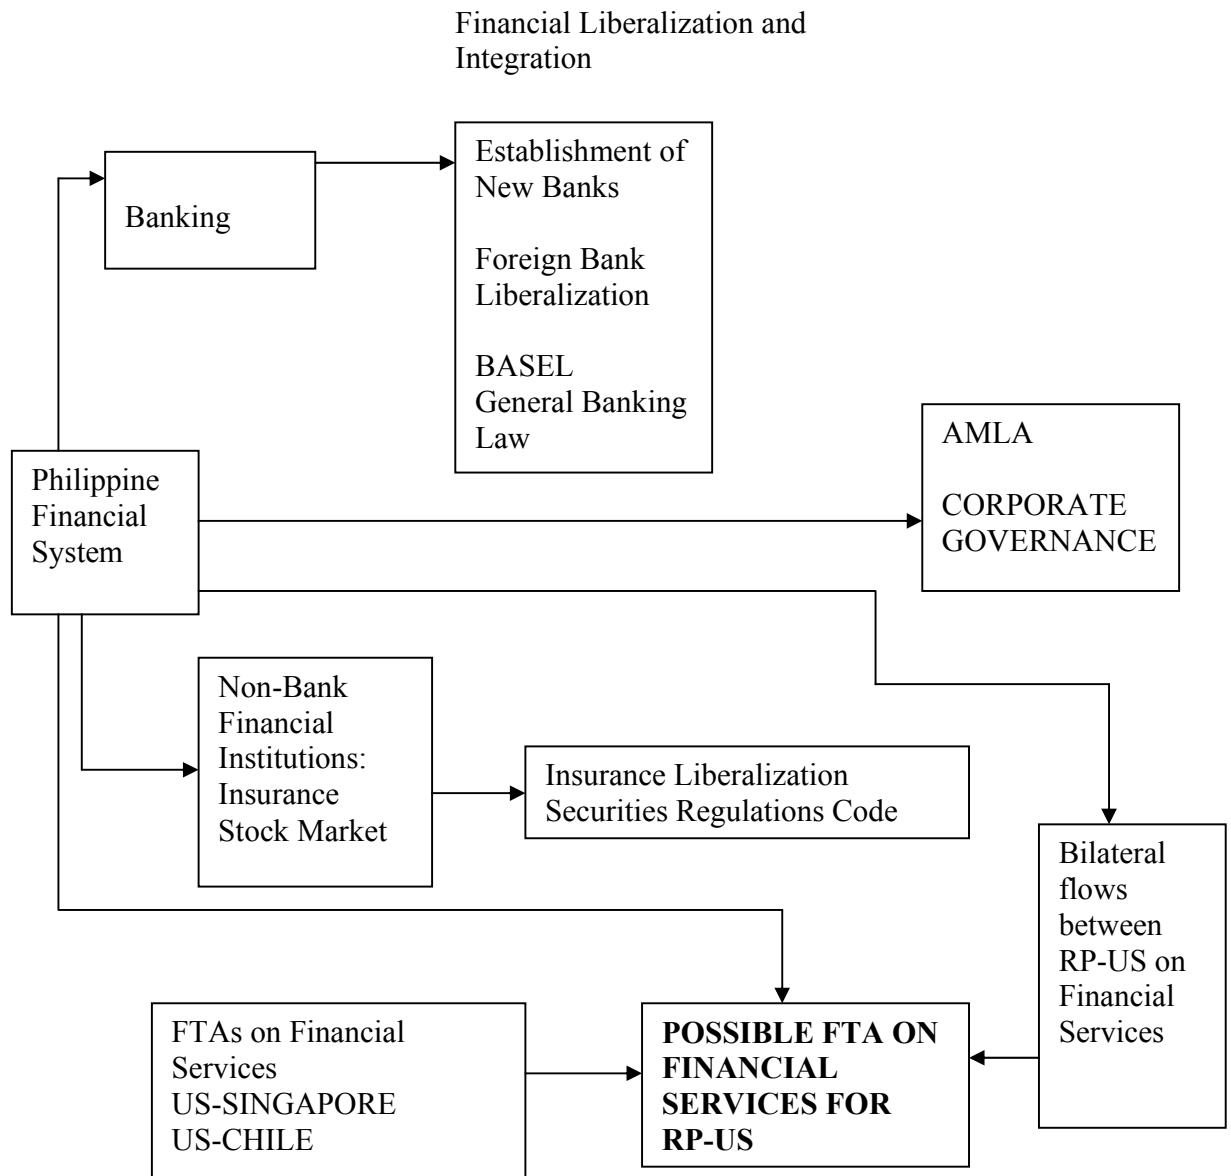 Financial Liberalization and
Integration
Establishment of
New Banks
Foreign Bank
Liberalization
BASEL
General Banking
Law
Banking
AMLA
CORPORATE
GOVERNANCE
Philippine
Financial
System
Non-Bank
Financial
Institutions:
Insurance
Stock Market
Insurance Liberalization
Securities Regulations Code
Bilateral
flows
between
RP-US on
Financial
Services
FTAs on Financial
Services
US-SINGAPORE
US-CHILE
POSSIBLE FTA ON
FINANCIAL
SERVICES FOR
RP-US